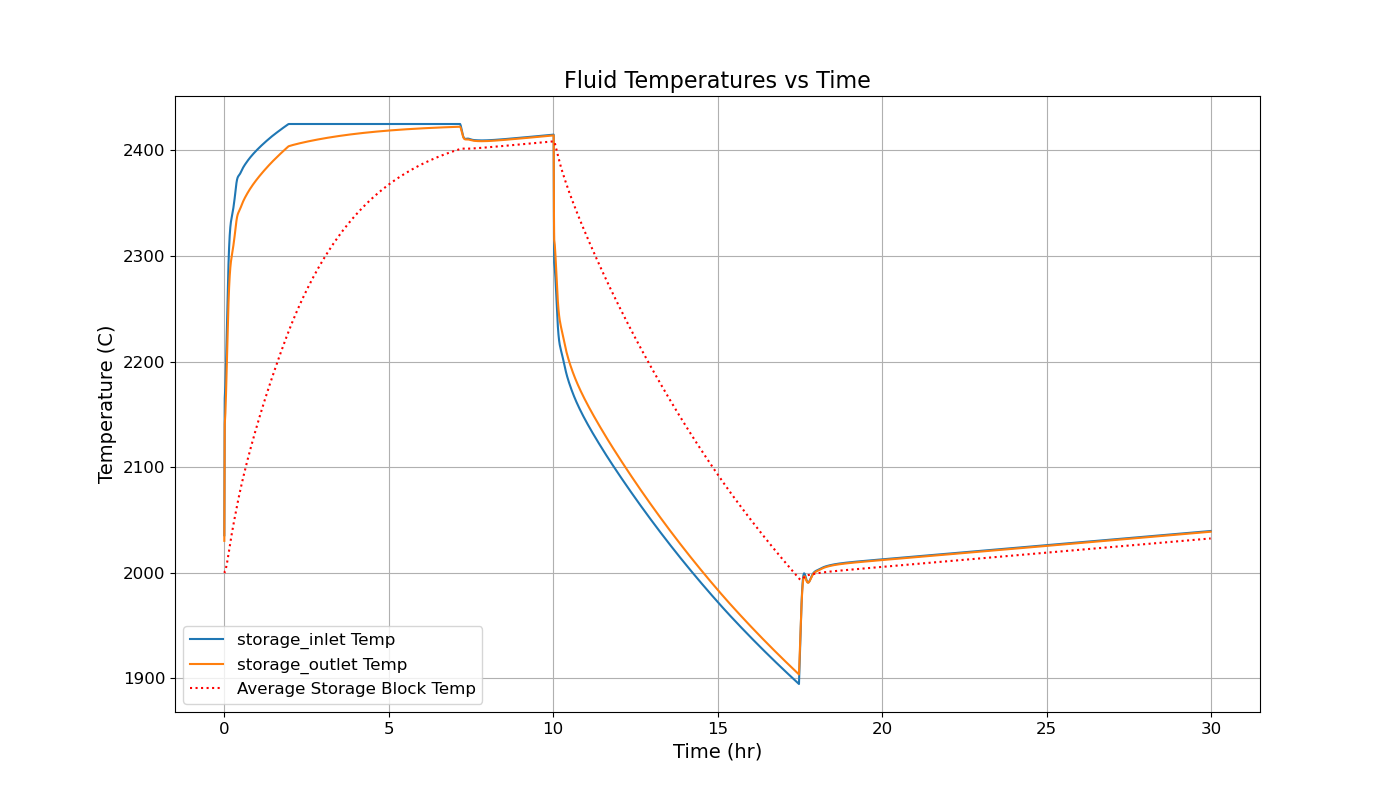 Fluid Temperatures vs Time
Temperature (C)
2400
2300
2200
2100
2000
1900
storage_inlet Temp
storage_outlet Temp
Average Storage Block Temp
0 5 10 15 20 25 30
Time (hr)